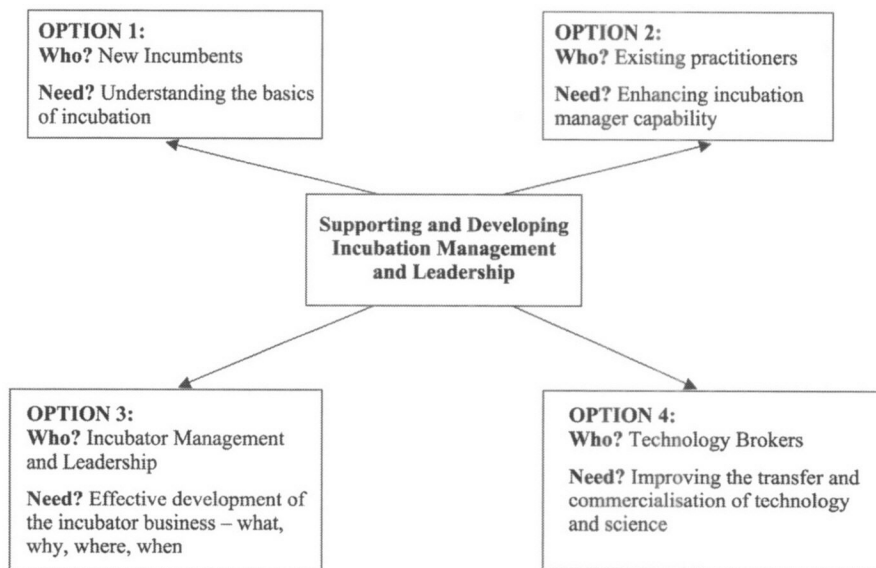 OPTION 1:
Who? New Incumbents
Need? Understanding the basics
of incubation
OPTION 2:
Who? Existing practitioners
Need? Enhancing incubation
manager capability
Supporting and Developing
Incubation Management
and Leadership
OPTION 3:
Who? Incubator Management
and Leadership
Need? Effective development of
the incubator business – what,
why, where, when
OPTION 4:
Who? Technology Brokers
Need? Improving the transfer and
commercialisation of technology
and science